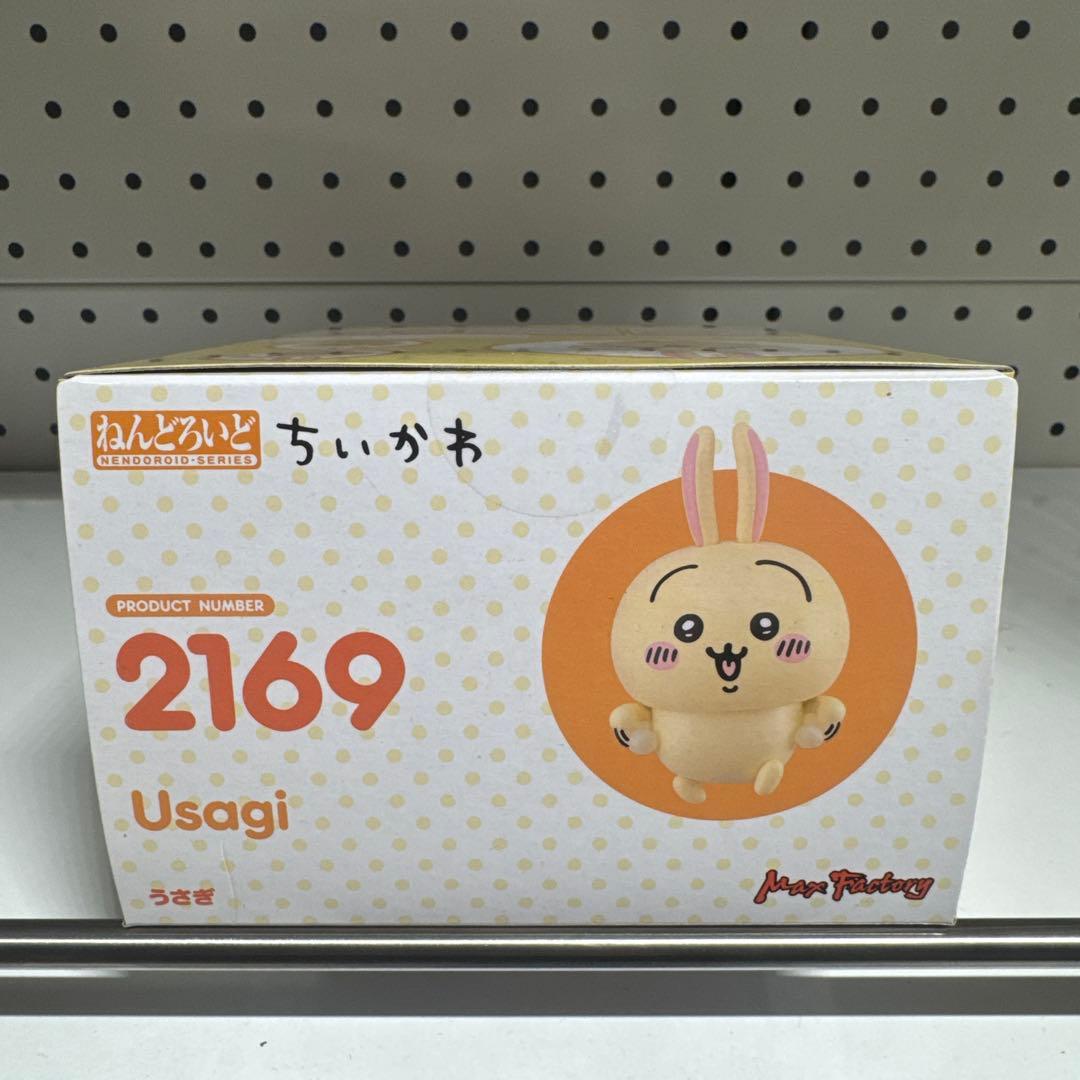 ねんどろいど
NENDOROID·SERIES
ちいかわ
PRODUCT NUMBER
2169
Usagi
うさぎ
Max Factory